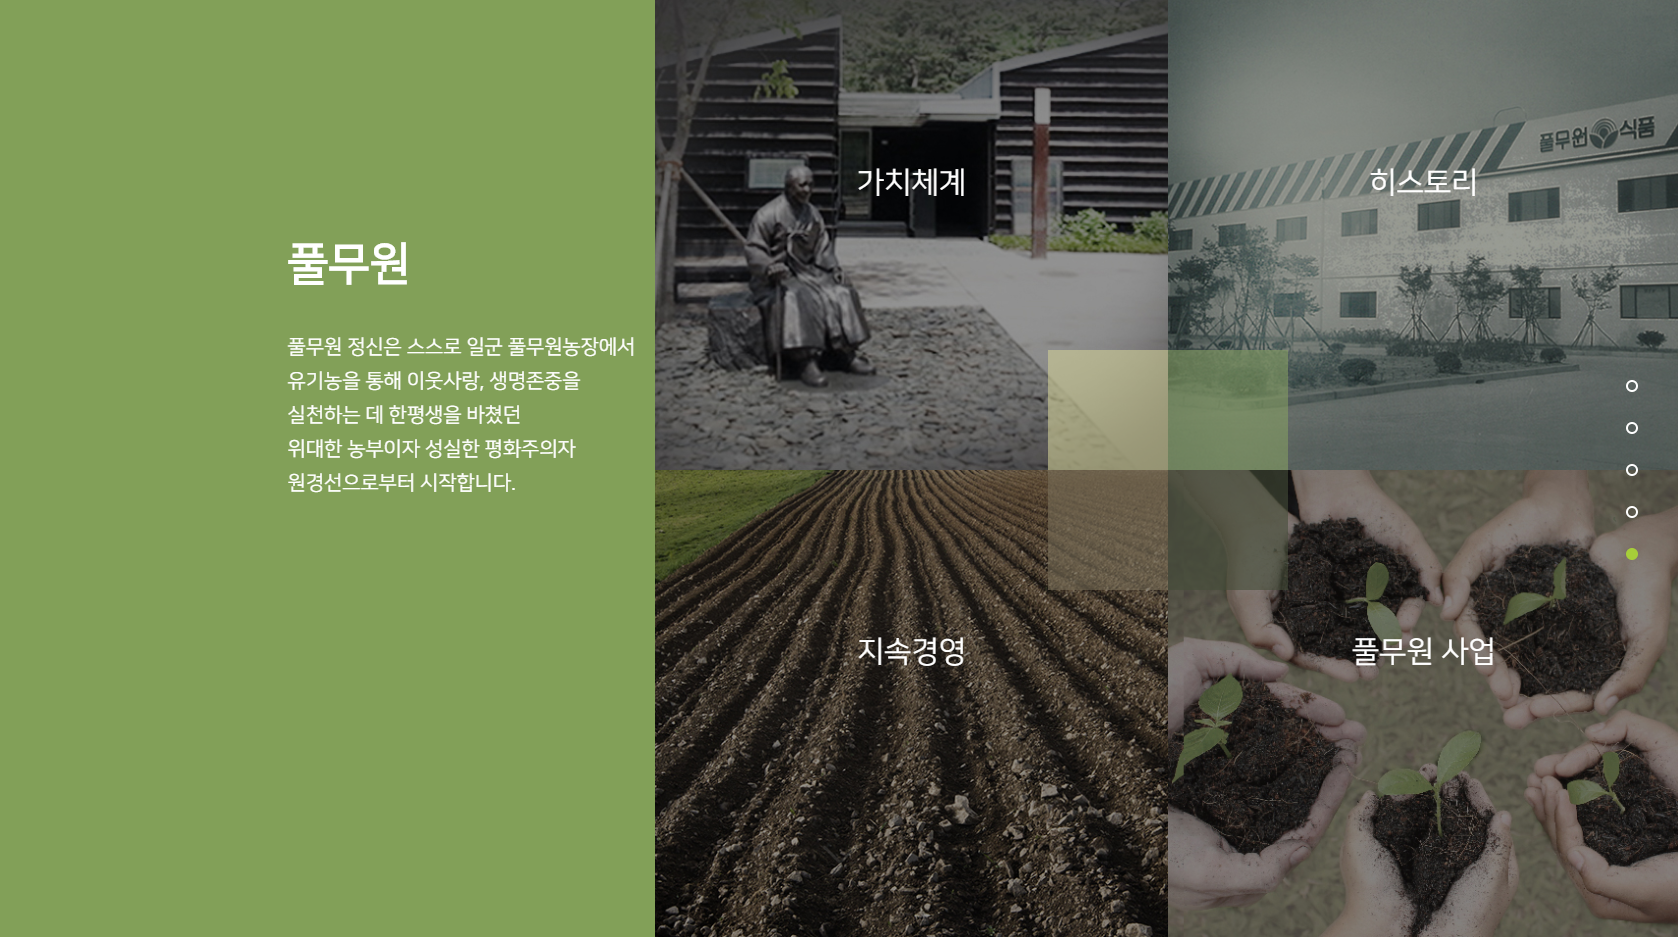 풀무원
풀무원 정신은 스스로 일군 풀무원농장에서
유기농을 통해 이웃사랑, 생명존중을
실천하는 데 한평생을 바쳤던
위대한 농부이자 성실한 평화주의자
원경선으로부터 시작합니다.
가치체계
히스토리
풀무원 식품
지속경영
풀무원 사업